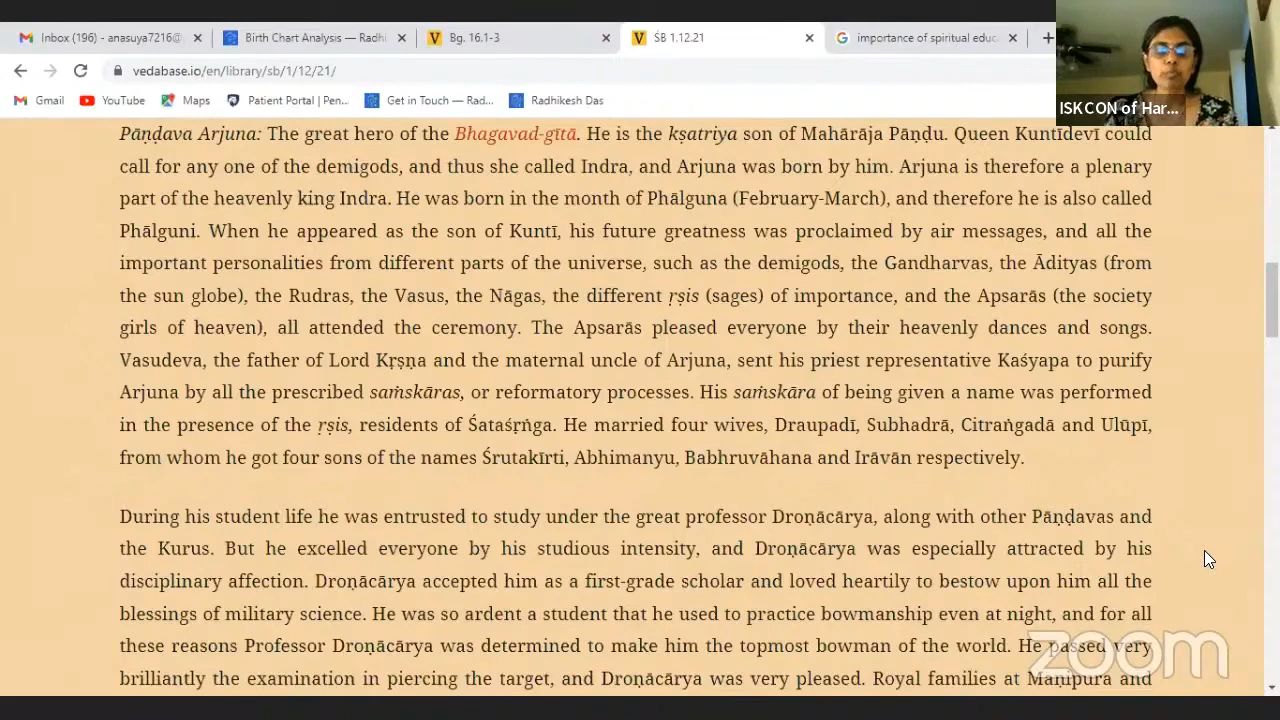 Inbox (196) - anasuya7216@
Birth Chart Analysis — Radhi
Bg. 16.1-3
ŚB 1.12.21
importance of spiritual educ
vedabase.io/en/library/sb/1/12/21/
Gmail
YouTube
Maps
Patient Portal | Pen...
Get in Touch — Rad...
Radhikesh Das
ISKCON of Har...
Pāṇḍava Arjuna: The great hero of the Bhagavad-gītā. He is the kṣatriya son of Mahārāja Pāṇḍu. Queen Kuntīdevī could
call for any one of the demigods, and thus she called Indra, and Arjuna was born by him. Arjuna is therefore a plenary
part of the heavenly king Indra. He was born in the month of Phālguna (February-March), and therefore he is also called
Phālguni. When he appeared as the son of Kuntī, his future greatness was proclaimed by air messages, and all the
important personalities from different parts of the universe, such as the demigods, the Gandharvas, the Ādityas (from
the sun globe), the Rudras, the Vasus, the Nāgas, the different ṛṣis (sages) of importance, and the Apsarās (the society
girls of heaven), all attended the ceremony. The Apsarās pleased everyone by their heavenly dances and songs.
Vasudeva, the father of Lord Kṛṣṇa and the maternal uncle of Arjuna, sent his priest representative Kaśyapa to purify
Arjuna by all the prescribed saṁskāras, or reformatory processes. His saṁskāra of being given a name was performed
in the presence of the ṛṣis, residents of Śataśṛṅga. He married four wives, Draupadī, Subhadrā, Citraṅgadā and Ulūpī,
from whom he got four sons of the names Śrutakīrti, Abhimanyu, Babhruvāhana and Irāvān respectively.
During his student life he was entrusted to study under the great professor Droṇācārya, along with other Pāṇḍavas and
the Kurus. But he excelled everyone by his studious intensity, and Droṇācārya was especially attracted by his
disciplinary affection. Droṇācārya accepted him as a first-grade scholar and loved heartily to bestow upon him all the
blessings of military science. He was so ardent a student that he used to practice bowmanship even at night, and for all
these reasons Professor Droṇācārya was determined to make him the topmost bowman of the world. He passed very
brilliantly the examination in piercing the target, and Droṇācārya was very pleased. Royal families at Maṇipura and
zoom